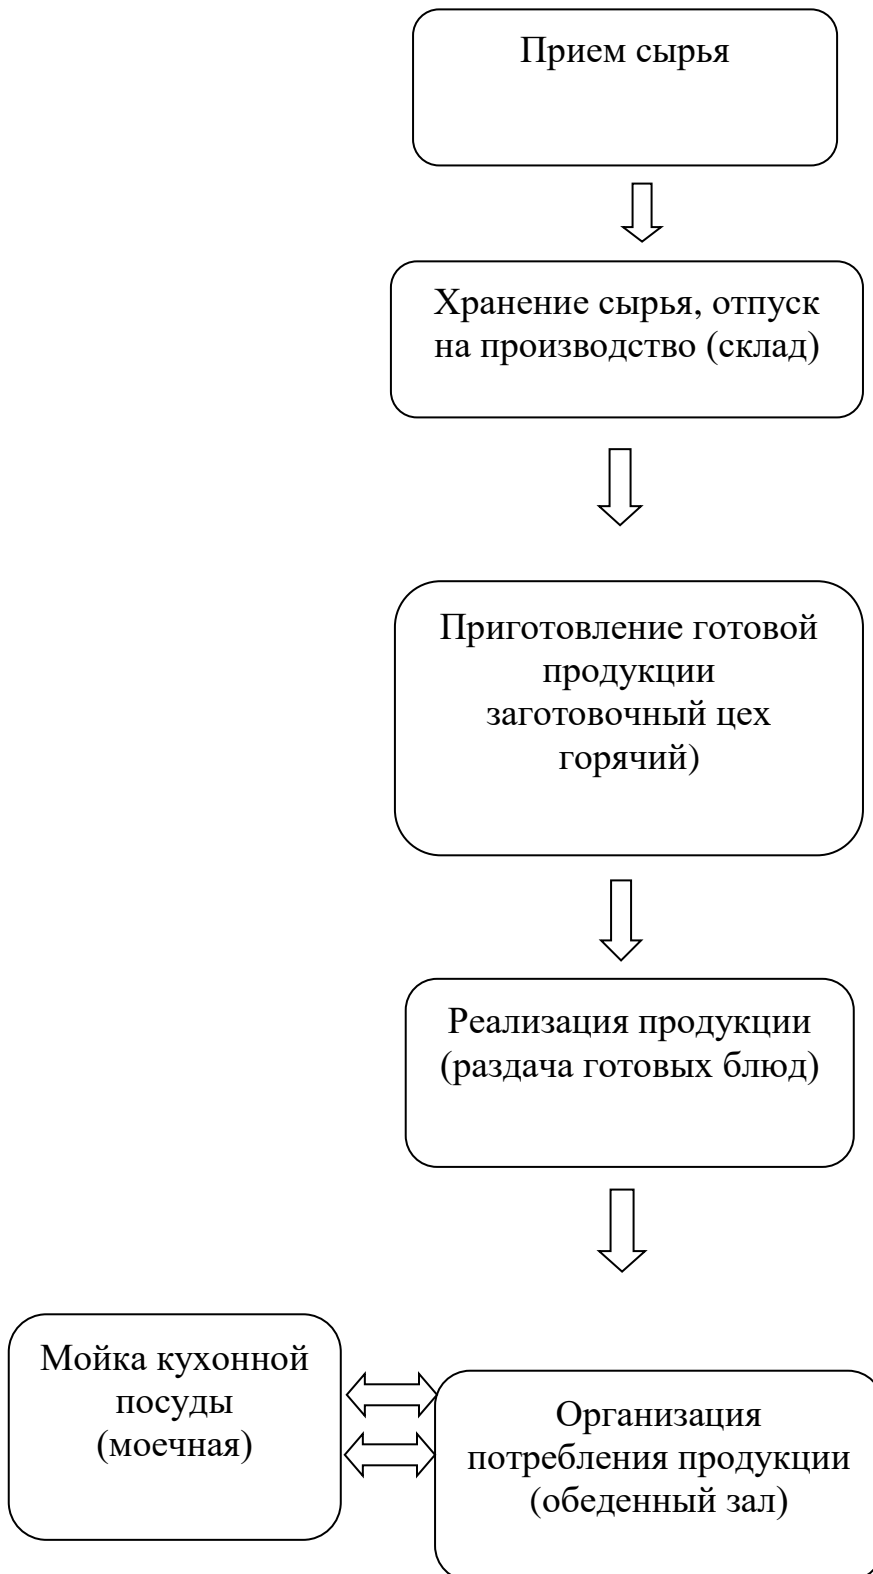 Прием сырья
Хранение сырья, отпуск
на производство (склад)
Приготовление готовой
продукции
заготовочный цех
горячий)
Реализация продукции
(раздача готовых блюд)
Мойка кухонной
посуды
(моечная)
Организация
потребления продукции
(обеденный зал)